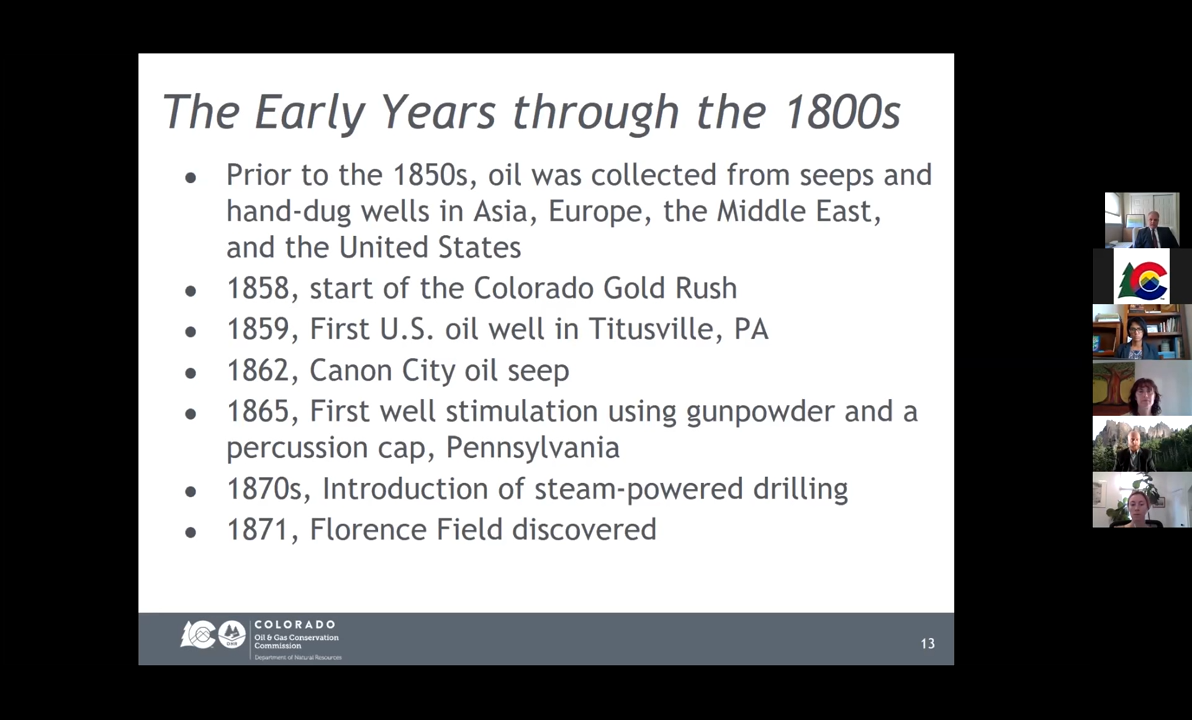 The Early Years through the 1800s
● Prior to the 1850s, oil was collected from seeps and
hand-dug wells in Asia, Europe, the Middle East,
and the United States
● 1858, start of the Colorado Gold Rush
● 1859, First U.S. oil well in Titusville, PA
● 1862, Canon City oil seep
● 1865, First well stimulation using gunpowder and a
percussion cap, Pennsylvania
● 1870s, Introduction of steam-powered drilling
● 1871, Florence Field discovered
COLORADO
Oil & Gas Conservation
Commission
Department of Natural Resources
13